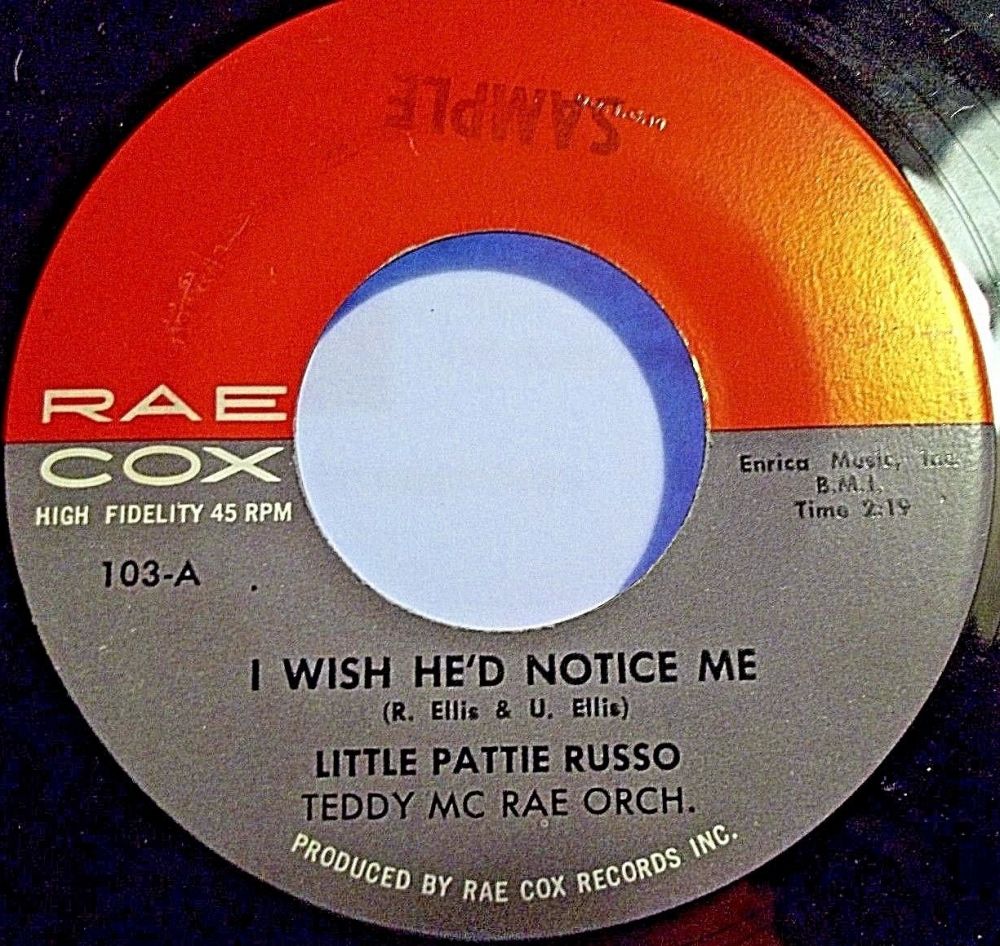 SAMPLE
RAE
COX
HIGH FIDELITY 45 RPM
103-A
Enrica Music, Inc.
B.M.I.
Time 2:19
I WISH HE'D NOTICE ME
(R. Ellis & U. Ellis)
LITTLE PATTIE RUSSO
TEDDY MC RAE ORCH.
PRODUCED BY RAE COX RECORDS INC.